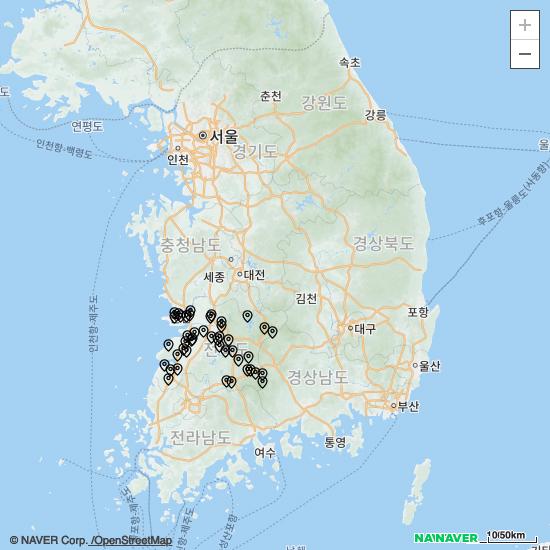 속초
춘천
강원도
강릉
연평도
인천항-백령도
서울
경기도
인천
울
후포항-울릉도(사동항)
충청남도
경상북도
세종
대전
김천
포항
인천항-제주도
대구
경상남도
울산
부산
전라남도
통영
여수
© NAVER Corp. /OpenStreetMap
NAVER
10/50km